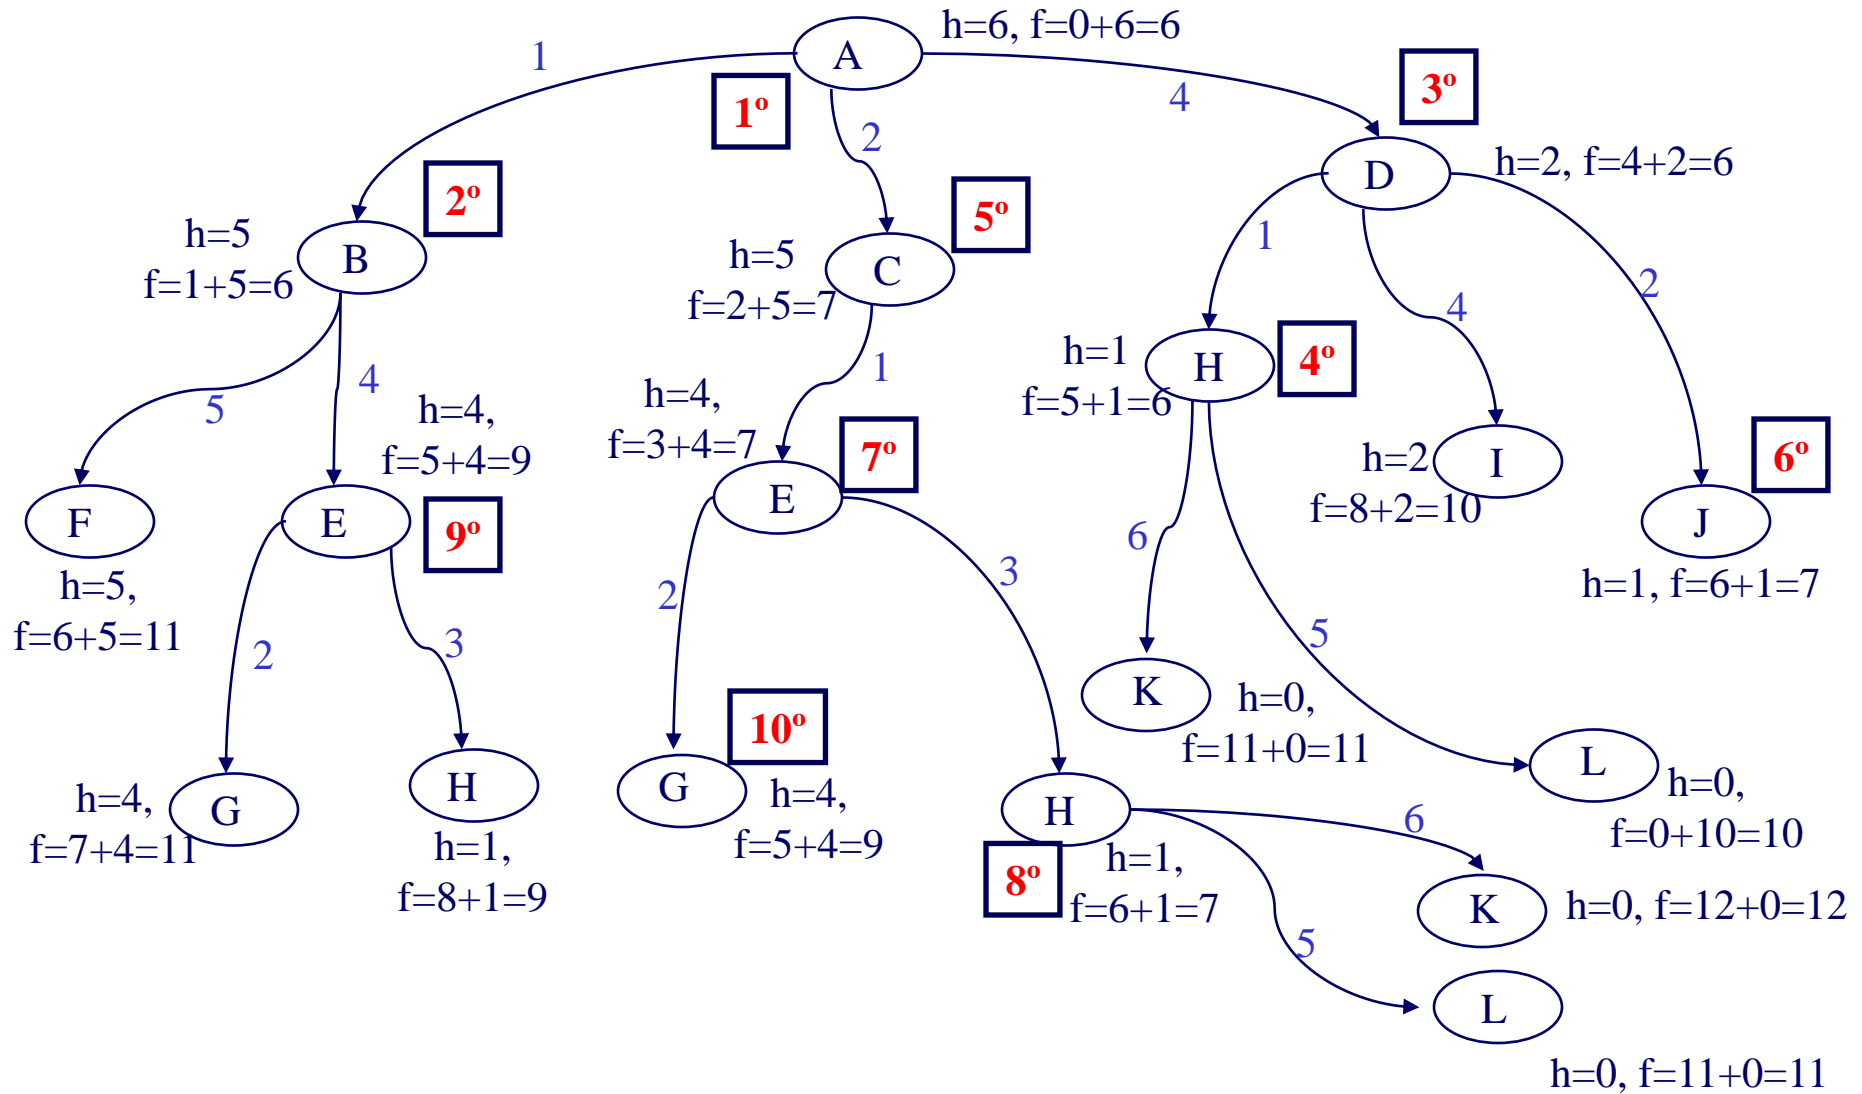 h=6, f=0+6=6
A
1
1º
2
4
3º
D
h=2, f=4+2=6
2º
5º
h=5
f=1+5=6
B
h=5
f=2+5=7
C
1
4
2
5
4
h=4,
f=5+4=9
1
h=4,
f=3+4=7
7º
h=1
f=5+1=6
H
4º
h=2
f=8+2=10
I
6º
J
h=1, f=6+1=7
F
h=5,
f=6+5=11
E
9º
E
2
3
6
5
2
3
K
h=0,
f=11+0=11
L
h=0,
f=0+10=10
h=4,
f=7+4=11
G
H
h=1,
f=8+1=9
10º
G
h=4,
f=5+4=9
H
8º
h=1,
f=6+1=7
6
5
K
h=0, f=12+0=12
L
h=0, f=11+0=11